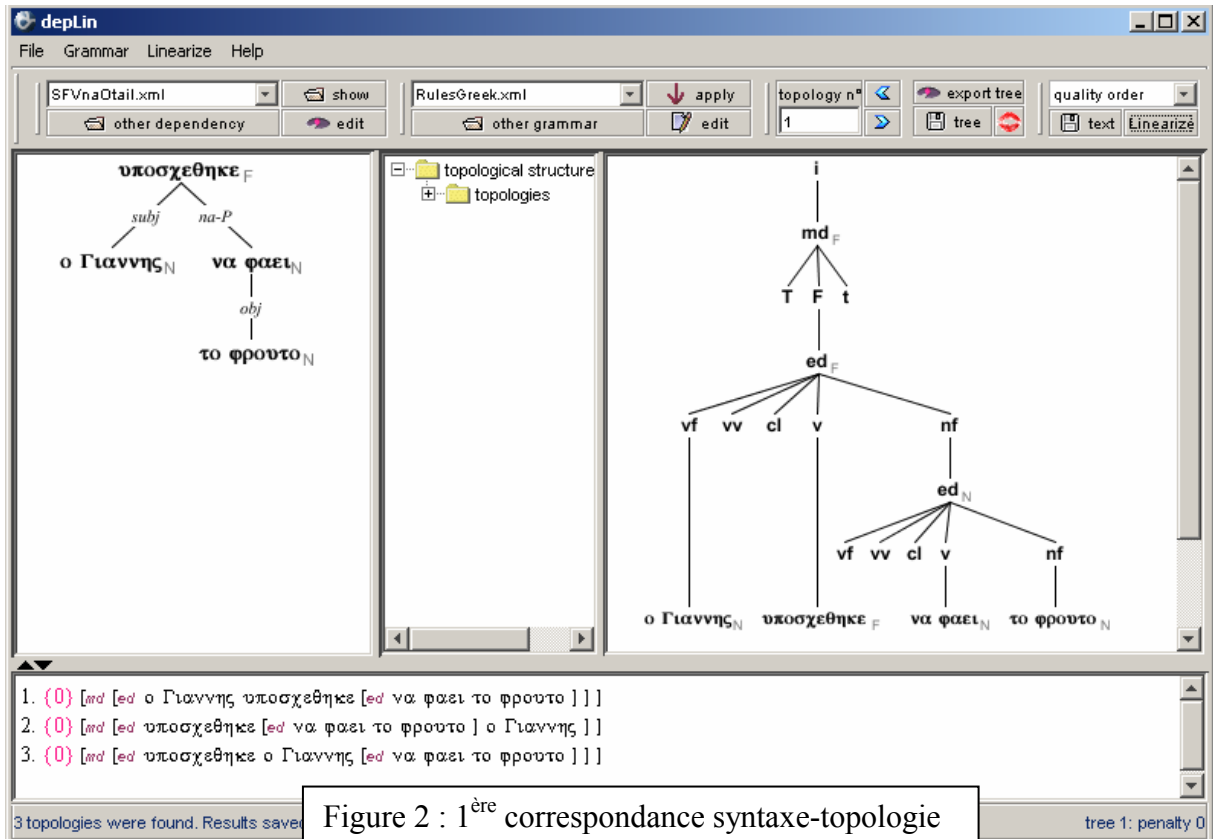 depLin
File Grammar Linearize Help
SFVnaOtail.xml show RulesGreek.xml apply topology n° export tree quality order
other dependency edit other grammar edit 1 tree text Linearize
υποσχεθηκε F
subj na-P
ο Γιαννης N να φαει N
obj
το φρουτο N
topological structure
topologies
i
md F
T F t
ed F
vf vv cl v nf
ed N
vf vv cl v nf
ο Γιαννης N υποσχεθηκε F να φαει N το φρουτο N
1. {0} [md [ed ο Γιαννης υποσχεθηκε [ed να φαει το φρουτο ] ] ]
2. {0} [md [ed υποσχεθηκε [ed να φαει το φρουτο ] ο Γιαννης ] ]
3. {0} [md [ed υποσχεθηκε ο Γιαννης [ed να φαει το φρουτο ] ] ]
3 topologies were found. Results save tree 1: penalty 0
Figure 2 : 1ère correspondance syntaxe-topologie